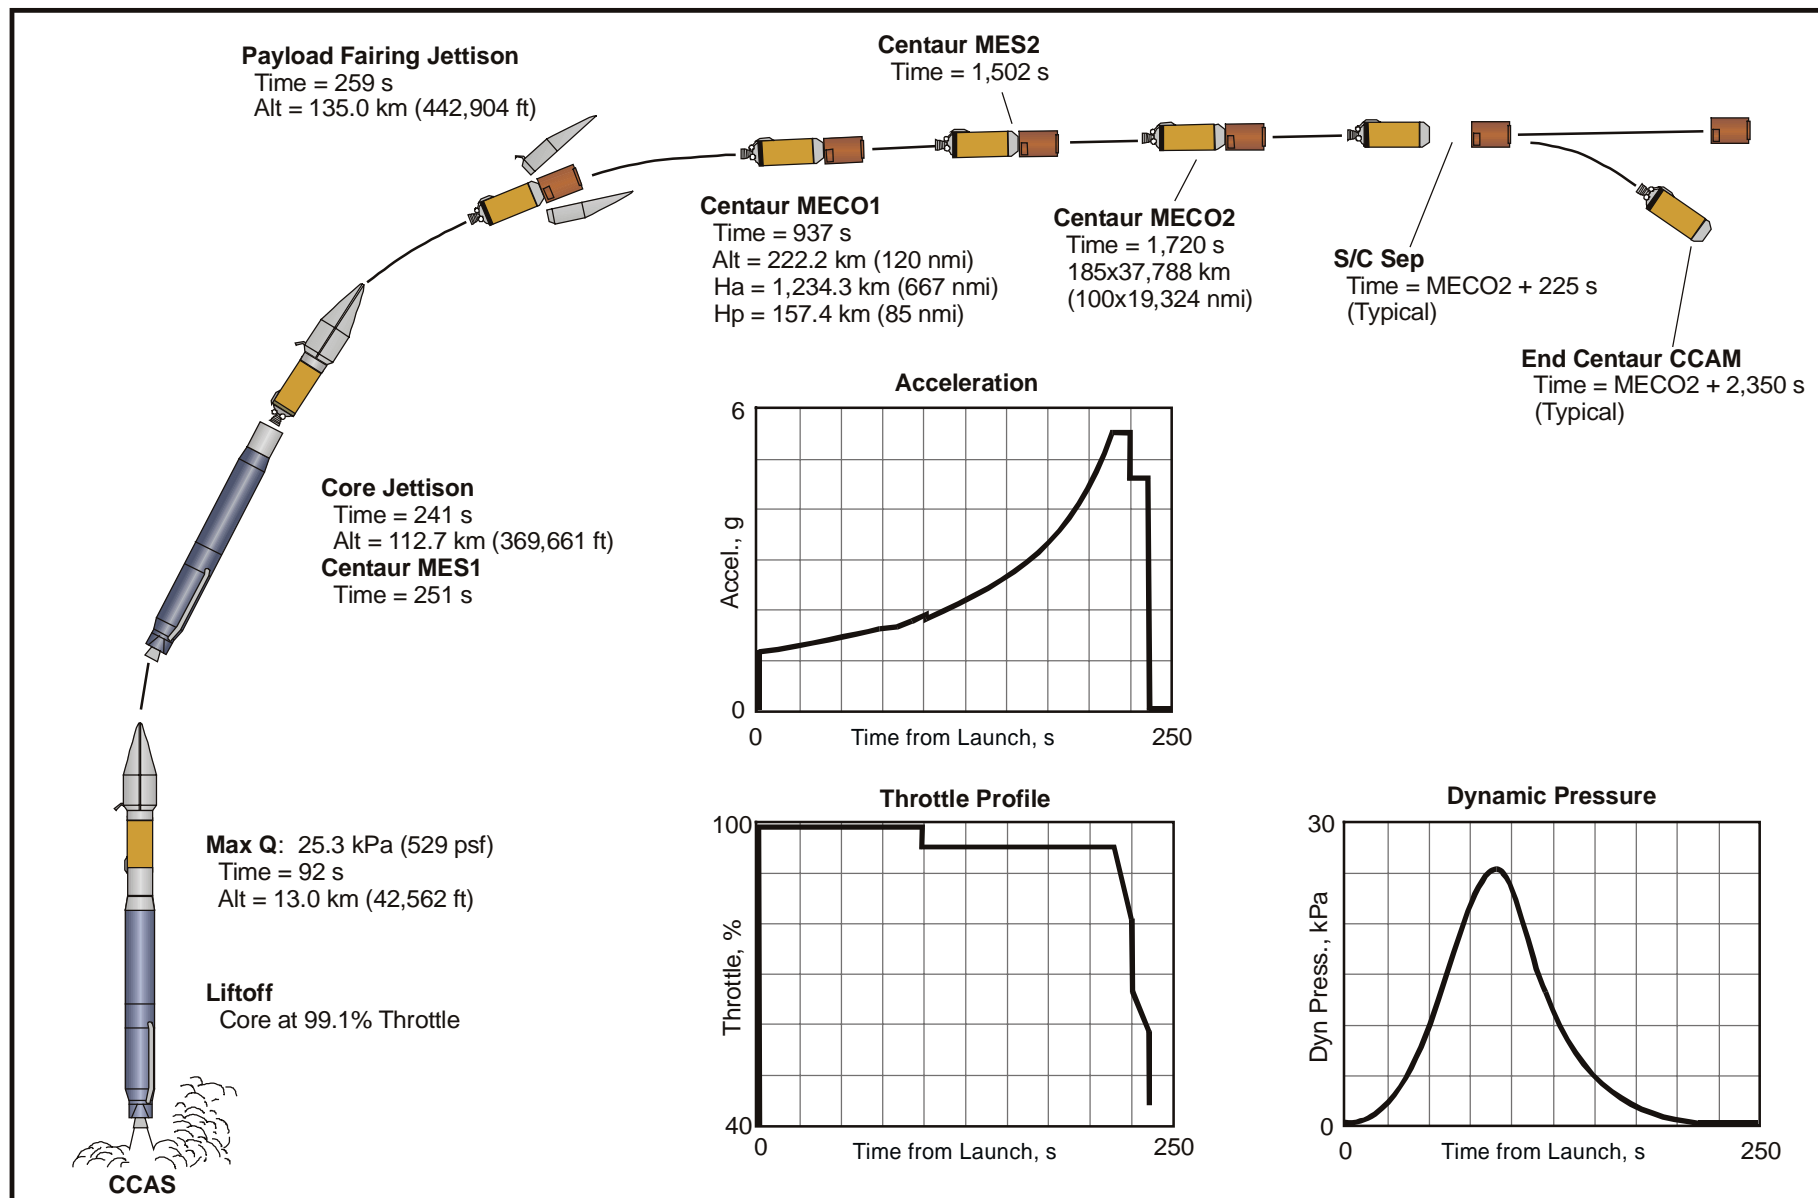 Payload Fairing Jettison
Time = 259 s
Alt = 135.0 km (442,904 ft)
Centaur MES2
Time = 1,502 s
Centaur MECO1
Time = 937 s
Alt = 222.2 km (120 nmi)
Ha = 1,234.3 km (667 nmi)
Hp = 157.4 km (85 nmi)
Centaur MECO2
Time = 1,720 s
185x37,788 km
(100x19,324 nmi)
S/C Sep
Time = MECO2 + 225 s
(Typical)
End Centaur CCAM
Time = MECO2 + 2,350 s
(Typical)
Core Jettison
Time = 241 s
Alt = 112.7 km (369,661 ft)
Centaur MES1
Time = 251 s
Acceleration
6
Accel., g
0
0 Time from Launch, s 250
Max Q: 25.3 kPa (529 psf)
Time = 92 s
Alt = 13.0 km (42,562 ft)
Liftoff
Core at 99.1% Throttle
CCAS
Throttle Profile
100
Throttle, %
40
0 Time from Launch, s 250
Dynamic Pressure
30
Dyn Press., kPa
0
0 Time from Launch, s 250